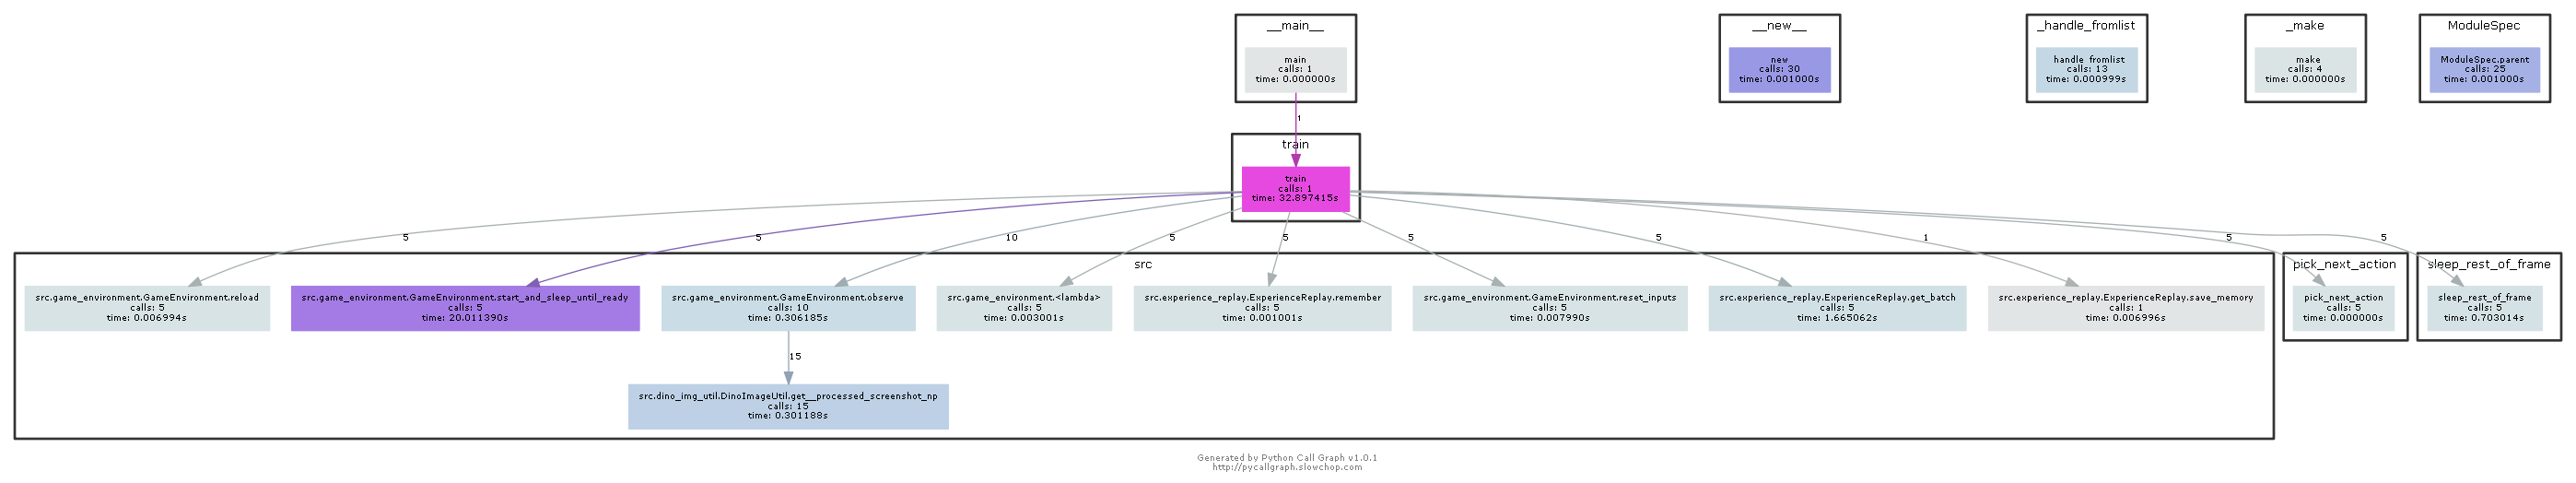 __main__
main
calls: 1
time: 0.000000s
__new__
new
calls: 30
time: 0.001000s
_handle_fromlist
handle fromlist
calls: 13
time: 0.000999s
_make
make
calls: 4
time: 0.000000s
ModuleSpec
ModuleSpec.parent
calls: 25
time: 0.001000s
1
train
train
calls: 1
time: 32.897415s
5
5
10
5
5
5
5
1
5
5
src
src.game_environment.GameEnvironment.reload
calls: 5
time: 0.006994s
src.game_environment.GameEnvironment.start_and_sleep_until_ready
calls: 5
time: 20.011390s
src.game_environment.GameEnvironment.observe
calls: 10
time: 0.306185s
src.game_environment.<lambda>
calls: 5
time: 0.003001s
src.experience_replay.ExperienceReplay.remember
calls: 5
time: 0.001001s
src.game_environment.GameEnvironment.reset_inputs
calls: 5
time: 0.007990s
src.experience_replay.ExperienceReplay.get_batch
calls: 5
time: 1.665062s
src.experience_replay.ExperienceReplay.save_memory
calls: 1
time: 0.006996s
pick_next_action
pick_next_action
calls: 5
time: 0.000000s
sleep_rest_of_frame
sleep_rest_of_frame
calls: 5
time: 0.703014s
15
src.dino_img_util.DinoImageUtil.get__processed_screenshot_np
calls: 15
time: 0.301188s
Generated by Python Call Graph v1.0.1
http://pycallgraph.slowchop.com